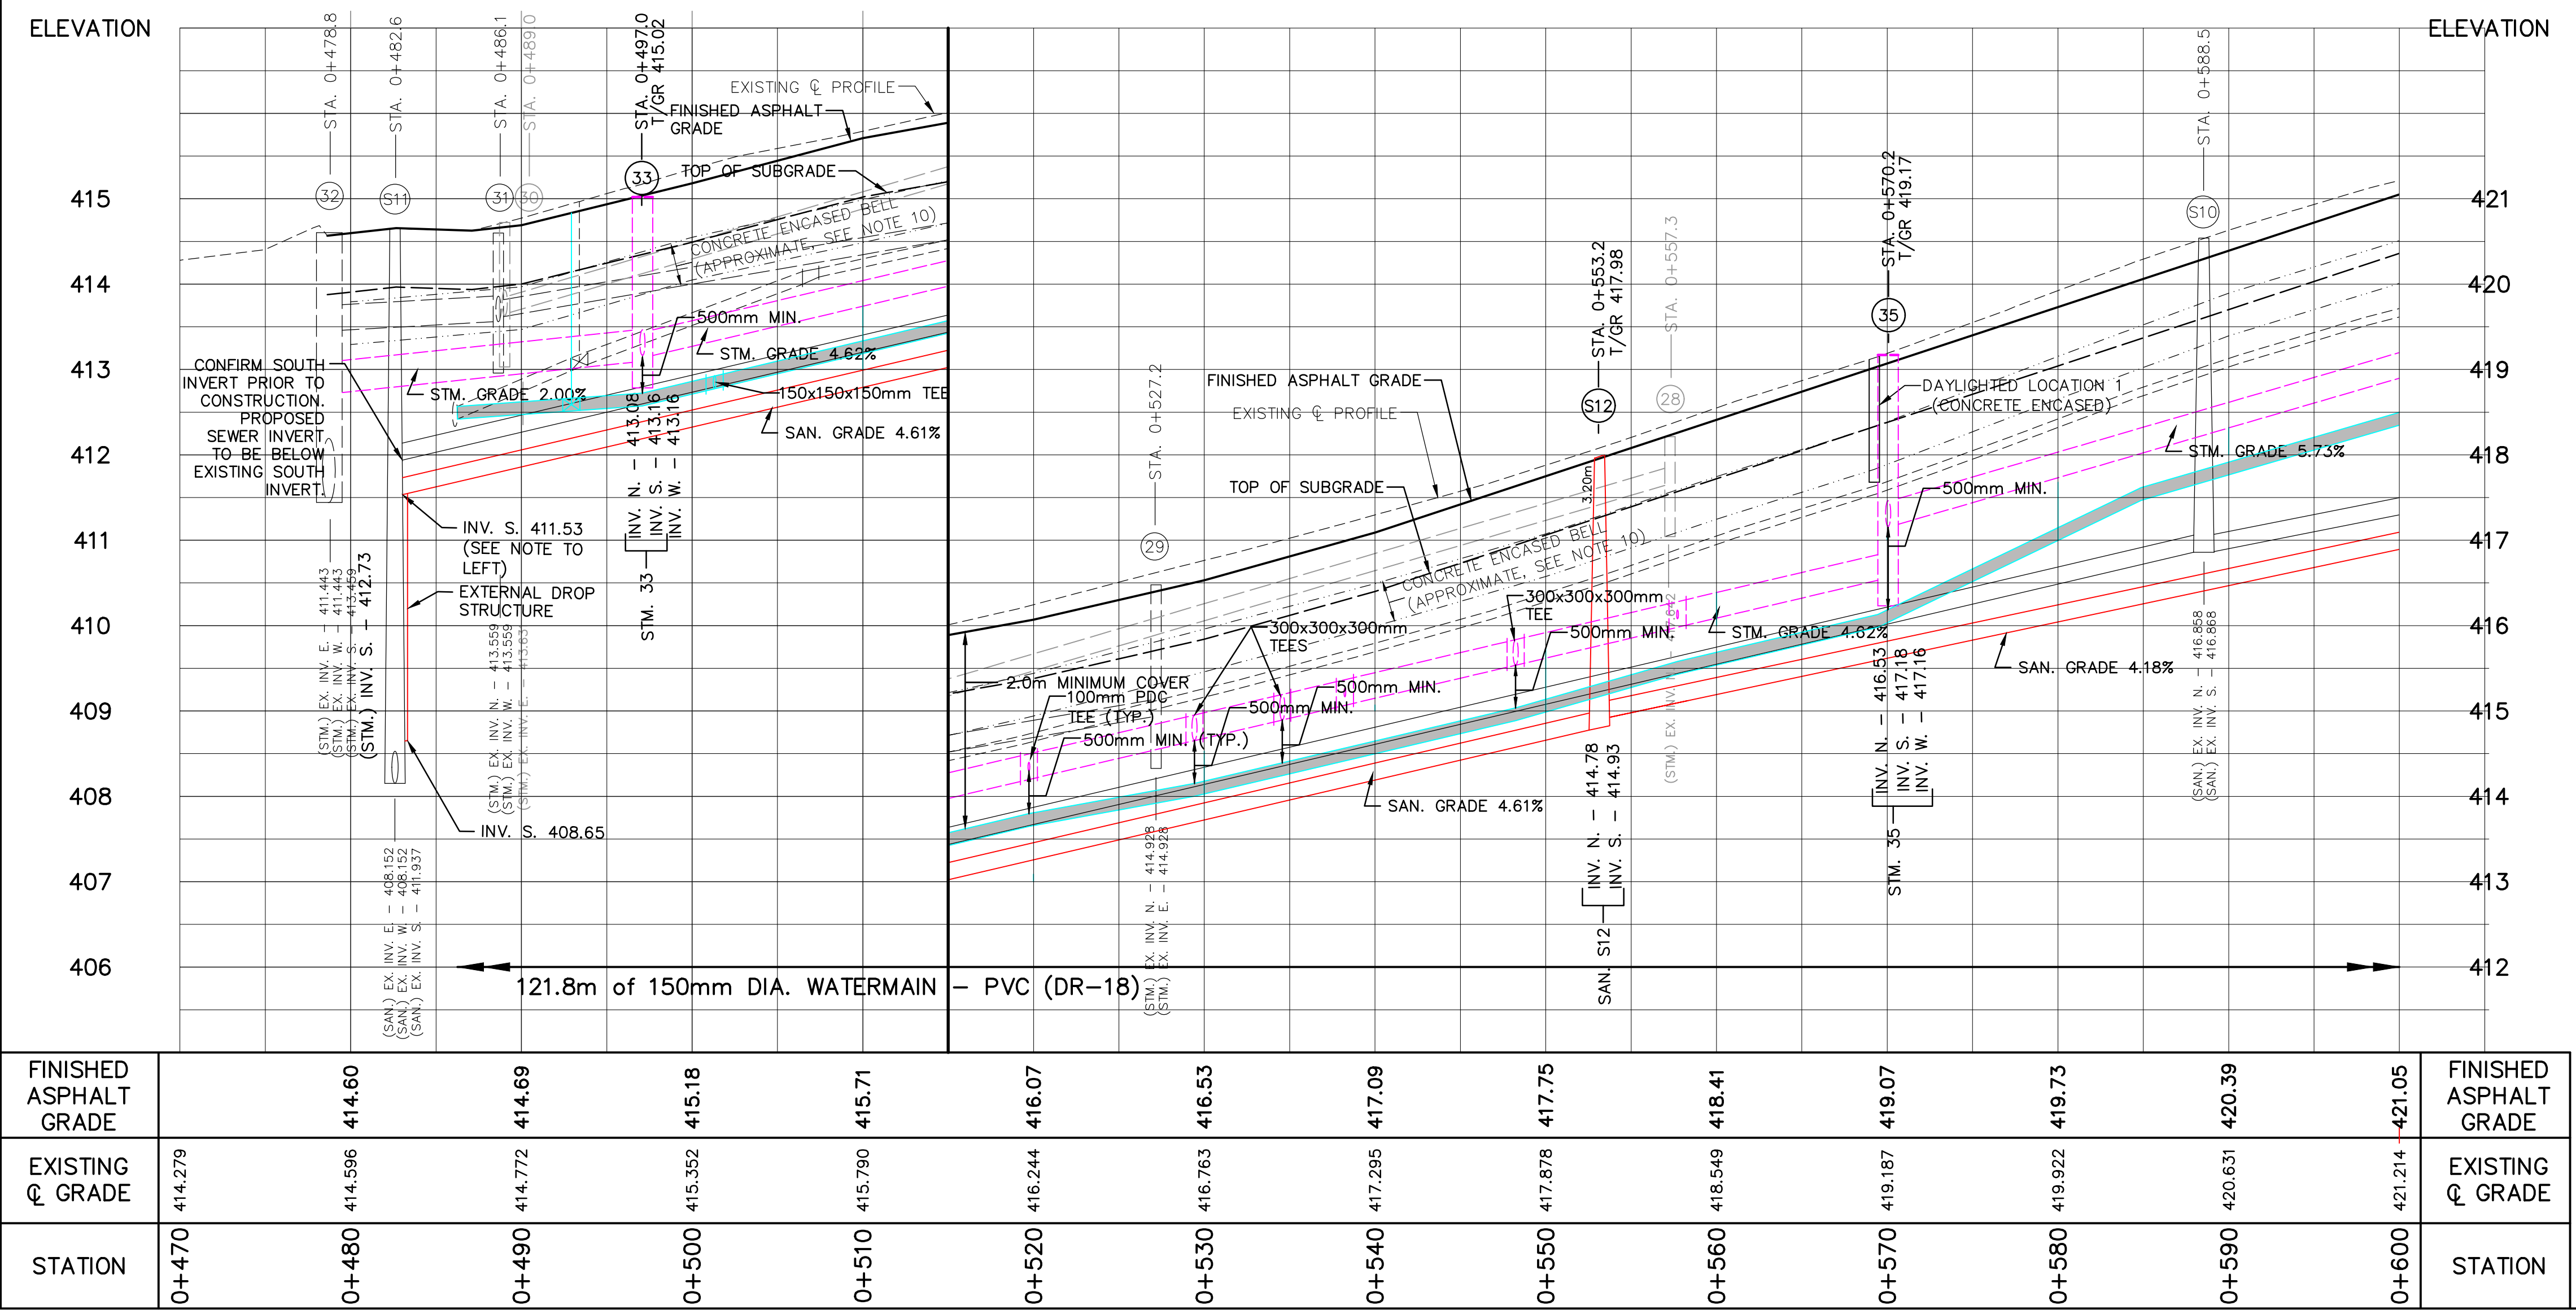 ELEVATION
ELEVATION
STA. 0+478.8
STA. 0+482.6
STA. 0+486.1
STA. 0+489.0
STA. 0+497.0
T/GR 415.02
EXISTING ℄ PROFILE
FINISHED ASPHALT
GRADE
TOP OF SUBGRADE
32
S11
31
30
33
CONCRETE ENCASED BELL
(APPROXIMATE, SEE NOTE 10)
500mm MIN.
STM. GRADE 4.62%
STM. GRADE 2.00%
150x150x150mm TEE
SAN. GRADE 4.61%
CONFIRM SOUTH
INVERT PRIOR TO
CONSTRUCTION.
PROPOSED
SEWER INVERT
TO BE BELOW
EXISTING SOUTH
INVERT.
INV. S. 411.53
(SEE NOTE TO
LEFT)
EXTERNAL DROP
STRUCTURE
INV. S. 408.65
INV. N. - 413.08
INV. S. - 413.16
INV. W. - 413.16
STM. 33
(STM.) EX. INV. E. - 411.443
(STM.) EX. INV. W. - 411.443
(STM.) EX. INV. S. - 413.459
(STM.) INV. S. - 412.73
(STM.) EX. INV. N. - 413.559
(STM.) EX. INV. W. - 413.559
(SAN.) EX. INV. E. - 408.152
(SAN.) EX. INV. W. - 408.152
(SAN.) EX. INV. S. - 411.937
415
414
413
412
411
410
409
408
407
406
121.8m of 150mm DIA. WATERMAIN - PVC (DR-18)
2.0m MINIMUM COVER
100mm PDC
TEE (TYP.)
500mm MIN. (TYP.)
STA. 0+527.2
29
(STM.) EX. INV. N. - 414.928
(STM.) EX. INV. E. - 414.928
300x300x300mm
TEES
500mm MIN.
500mm MIN.
FINISHED ASPHALT GRADE
EXISTING ℄ PROFILE
TOP OF SUBGRADE
CONCRETE ENCASED BELL
(APPROXIMATE, SEE NOTE 10)
SAN. GRADE 4.61%
300x300x300mm
TEE
500mm MIN.
STA. 0+553.2
T/GR 417.98
S12
3.20m
INV. N. - 414.78
INV. S. - 414.93
SAN. S12
STA. 0+557.3
28
STM. GRADE 4.62%
STA. 0+570.2
T/GR 419.17
35
DAYLIGHTED LOCATION 1
(CONCRETE ENCASED)
500mm MIN.
INV. N. - 416.53
INV. S. - 417.18
INV. W. - 417.16
STM. 35
STM. GRADE 5.73%
SAN. GRADE 4.18%
STA. 0+588.5
S10
(SAN.) EX. INV. N. - 416.858
(SAN.) EX. INV. S. - 416.868
421
420
419
418
417
416
415
414
413
412
FINISHED
ASPHALT
GRADE
414.60 414.69 415.18 415.71 416.07 416.53 417.09 417.75 418.41 419.07 419.73 420.39 421.05
FINISHED
ASPHALT
GRADE
EXISTING
℄ GRADE
414.279 414.596 414.772 415.352 415.790 416.244 416.763 417.295 417.878 418.549 419.187 419.922 420.631 421.214
EXISTING
℄ GRADE
STATION
0+470 0+480 0+490 0+500 0+510 0+520 0+530 0+540 0+550 0+560 0+570 0+580 0+590 0+600
STATION